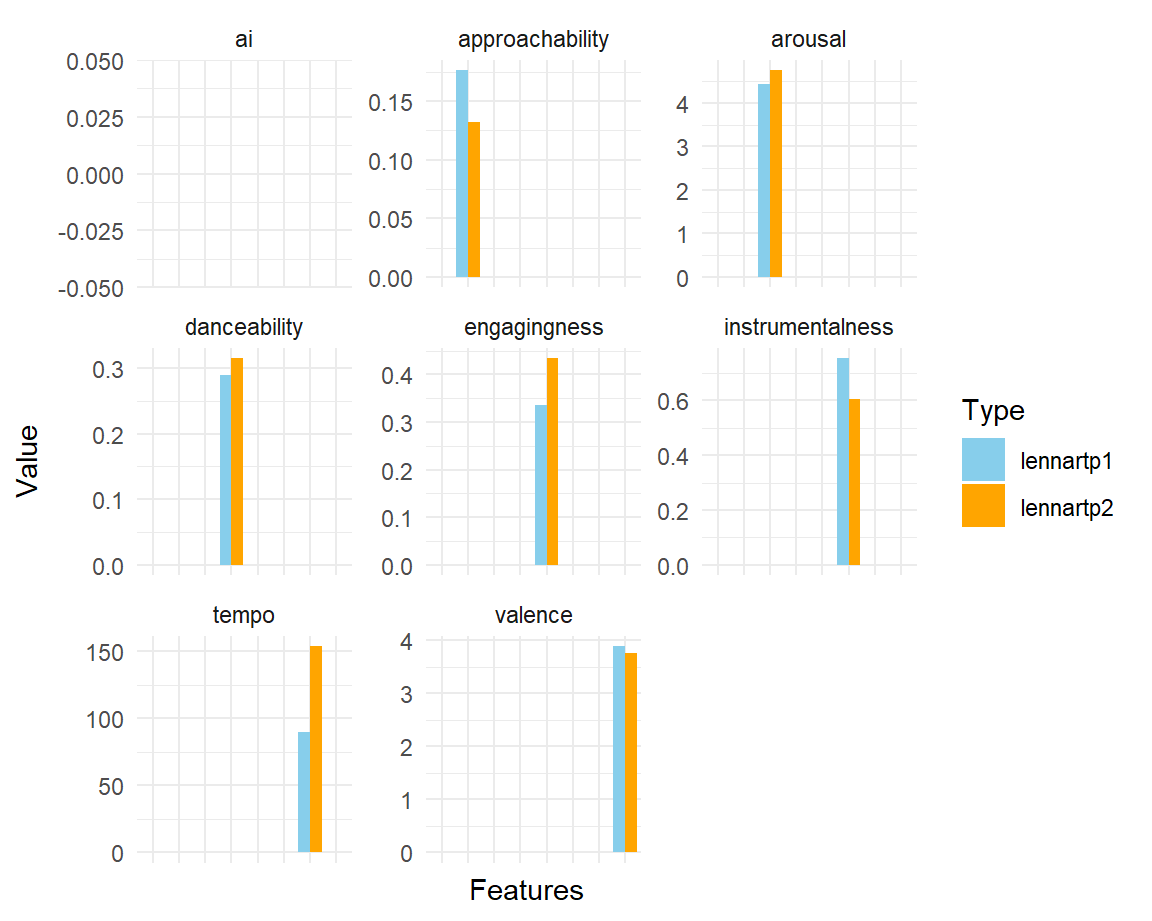 ai
approachability
arousal
0.050
0.025
0.000
-0.025
-0.050
0.15
0.10
0.05
0.00
4
3
2
1
0
danceability
engagingness
instrumentalness
0.3
0.2
0.1
0.0
0.4
0.3
0.2
0.1
0.0
0.6
0.4
0.2
0.0
tempo
valence
150
100
50
0
4
3
2
1
0
Value
Features
Type
lennartp1
lennartp2